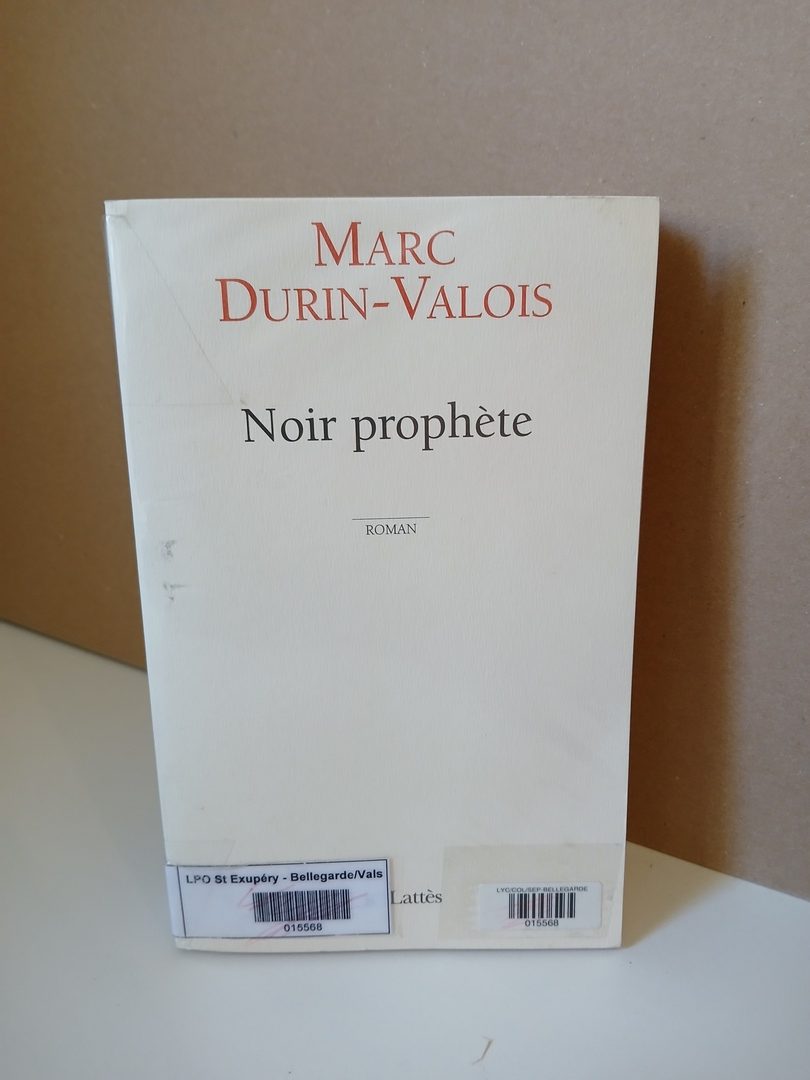 MARC
DURIN-VALOIS
Noir prophète
ROMAN
LPO St Exupéry - Bellegarde/Vals
015568
Lattès
LYC/COL/SEP-BELLEGARDE
015568